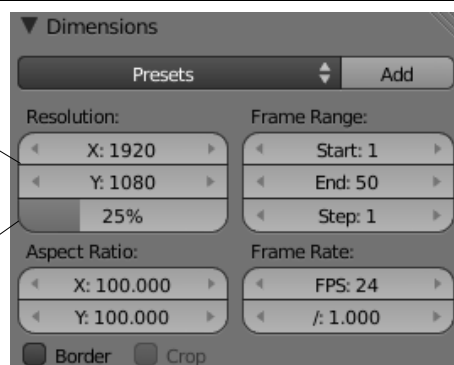 Dimensions
Presets Add
Resolution: Frame Range:
X: 1920 Start: 1
Y: 1080 End: 50
25% Step: 1
Aspect Ratio: Frame Rate:
X: 100.000 FPS: 24
Y: 100.000 /: 1.000
Border Crop